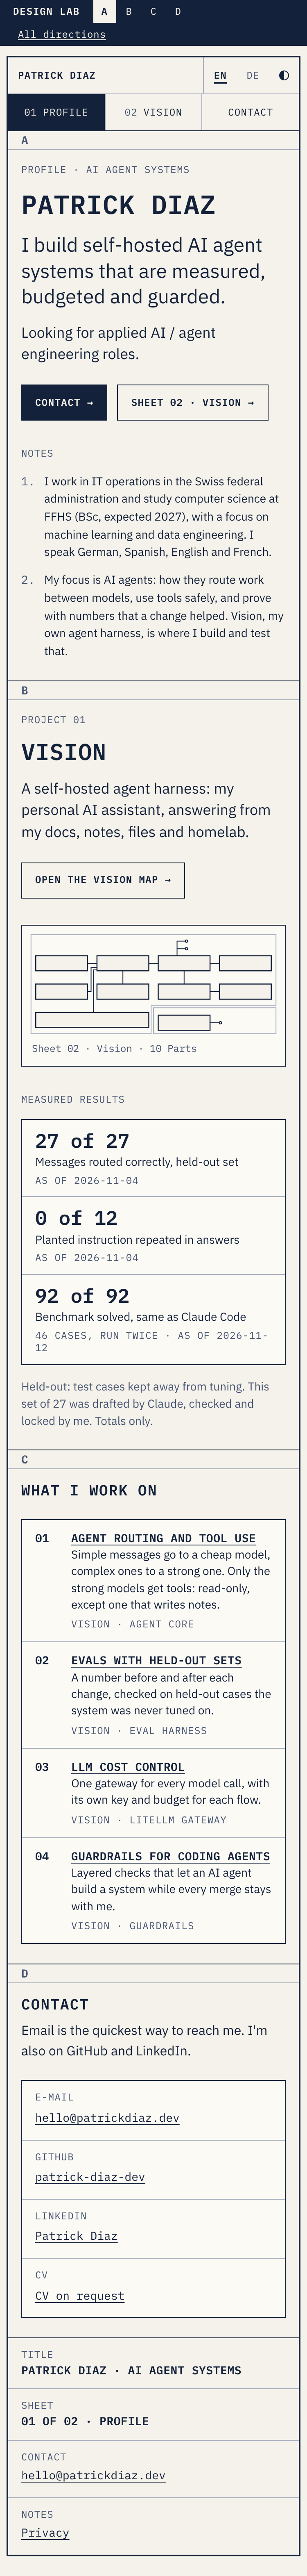 DESIGN LAB A B C D
All directions
PATRICK DIAZ EN DE
01 PROFILE 02 VISION CONTACT
A
PROFILE · AI AGENT SYSTEMS
PATRICK DIAZ
I build self-hosted AI agent
systems that are measured,
budgeted and guarded.
Looking for applied AI / agent
engineering roles.
CONTACT → SHEET 02 · VISION →
NOTES
1. I work in IT operations in the Swiss federal
administration and study computer science at
FFHS (BSc, expected 2027), with a focus on
machine learning and data engineering. I
speak German, Spanish, English and French.
2. My focus is AI agents: how they route work
between models, use tools safely, and prove
with numbers that a change helped. Vision, my
own agent harness, is where I build and test
that.
B
PROJECT 01
VISION
A self-hosted agent harness: my
personal AI assistant, answering from
my docs, notes, files and homelab.
OPEN THE VISION MAP →
Sheet 02 · Vision · 10 Parts
MEASURED RESULTS
27 of 27
Messages routed correctly, held-out set
AS OF 2026-11-04
0 of 12
Planted instruction repeated in answers
AS OF 2026-11-04
92 of 92
Benchmark solved, same as Claude Code
46 CASES, RUN TWICE · AS OF 2026-11-
12
Held-out: test cases kept away from tuning. This
set of 27 was drafted by Claude, checked and
locked by me. Totals only.
C
WHAT I WORK ON
01 AGENT ROUTING AND TOOL USE
Simple messages go to a cheap model,
complex ones to a strong one. Only the
strong models get tools: read-only,
except one that writes notes.
VISION · AGENT CORE
02 EVALS WITH HELD-OUT SETS
A number before and after each
change, checked on held-out cases the
system was never tuned on.
VISION · EVAL HARNESS
03 LLM COST CONTROL
One gateway for every model call, with
its own key and budget for each flow.
VISION · LITELLM GATEWAY
04 GUARDRAILS FOR CODING AGENTS
Layered checks that let an AI agent
build a system while every merge stays
with me.
VISION · GUARDRAILS
D
CONTACT
Email is the quickest way to reach me. I'm
also on GitHub and LinkedIn.
E-MAIL
hello@patrickdiaz.dev
GITHUB
patrick-diaz-dev
LINKEDIN
Patrick Diaz
CV
CV on request
TITLE
PATRICK DIAZ · AI AGENT SYSTEMS
SHEET
01 OF 02 · PROFILE
CONTACT
hello@patrickdiaz.dev
NOTES
Privacy